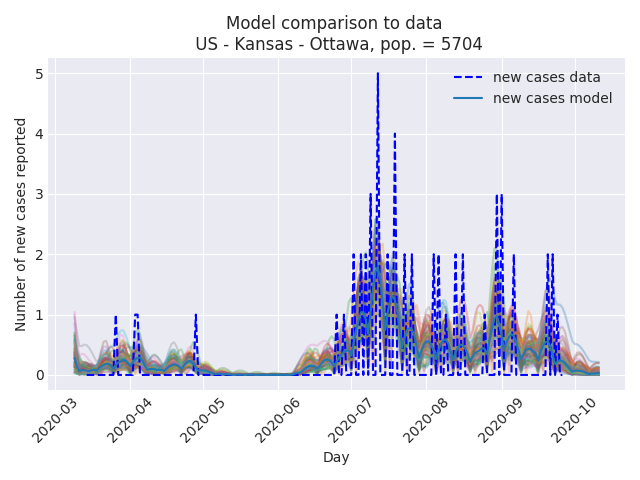 Model comparison to data
US - Kansas - Ottawa, pop. = 5704
new cases data
new cases model
Number of new cases reported
5
4
3
2
1
0
2020-03
2020-04
2020-05
2020-06
2020-07
2020-08
2020-09
2020-10
Day